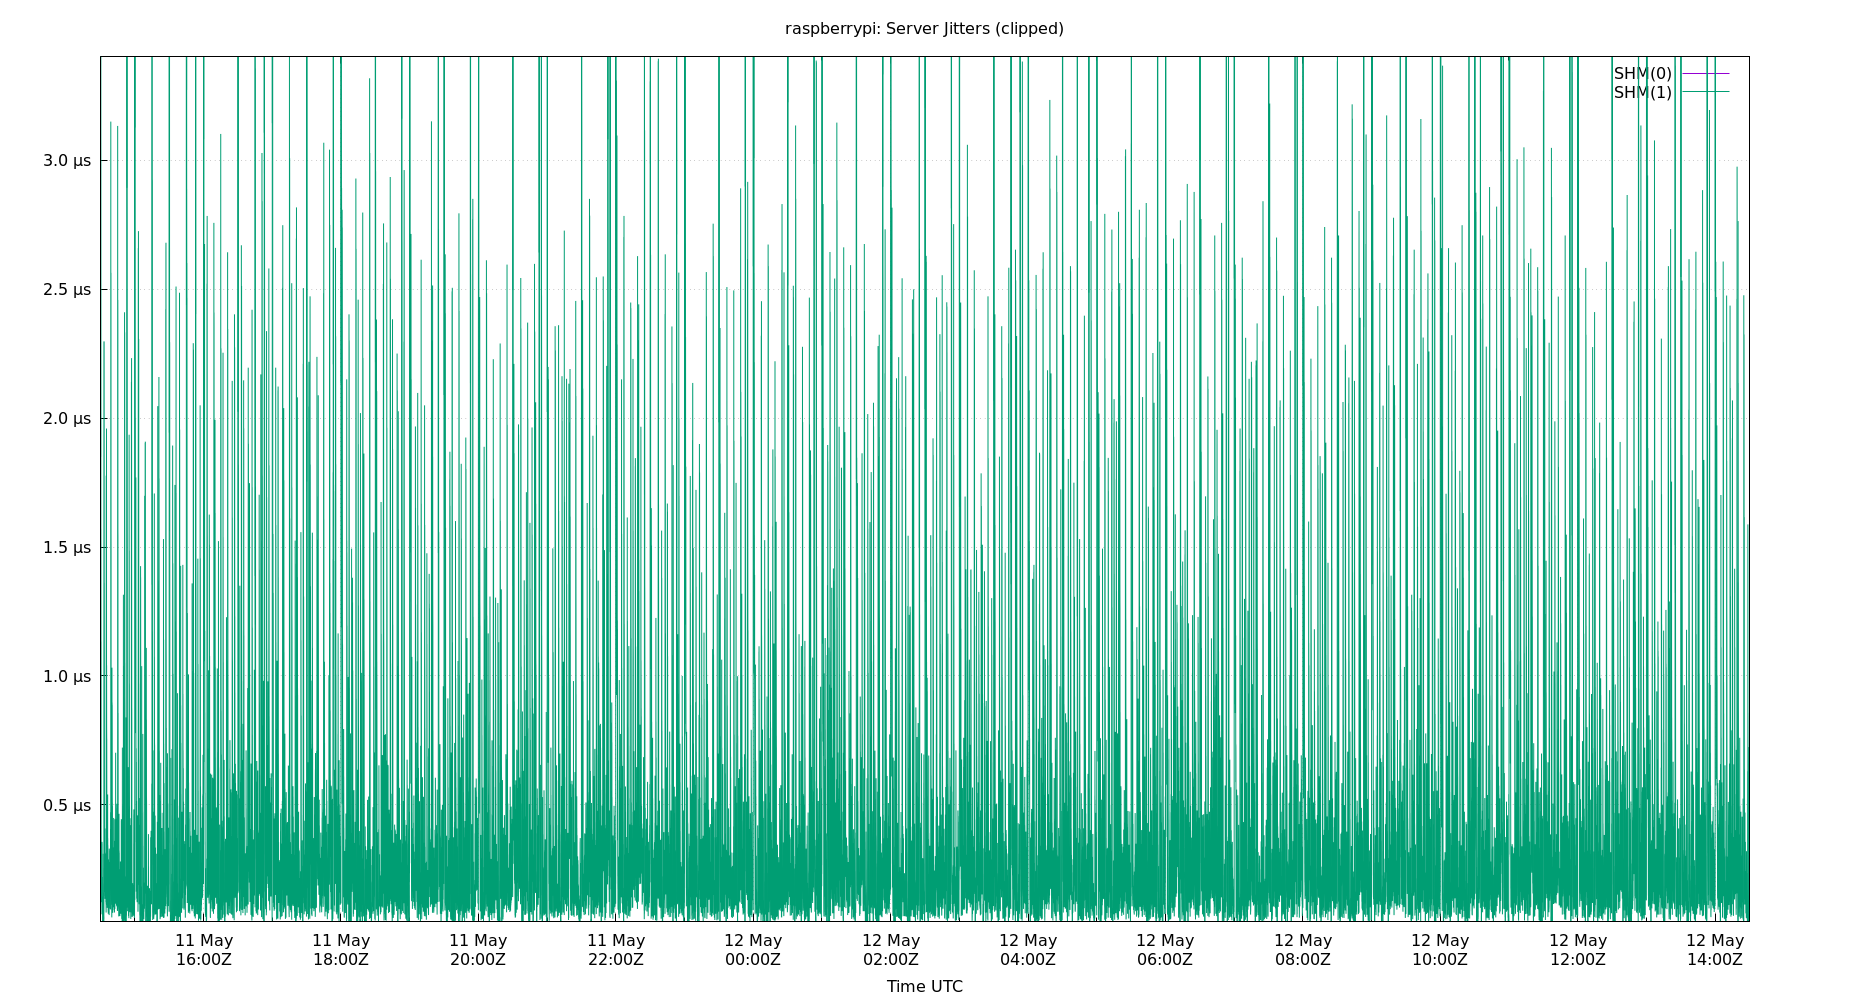 raspberrypi: Server Jitters (clipped)
SHM(0)
SHM(1)
3.0 µs
2.5 µs
2.0 µs
1.5 µs
1.0 µs
0.5 µs
11 May 11 May 11 May 11 May 12 May 12 May 12 May 12 May 12 May 12 May 12 May 12 May
16:00Z 18:00Z 20:00Z 22:00Z 00:00Z 02:00Z 04:00Z 06:00Z 08:00Z 10:00Z 12:00Z 14:00Z
Time UTC